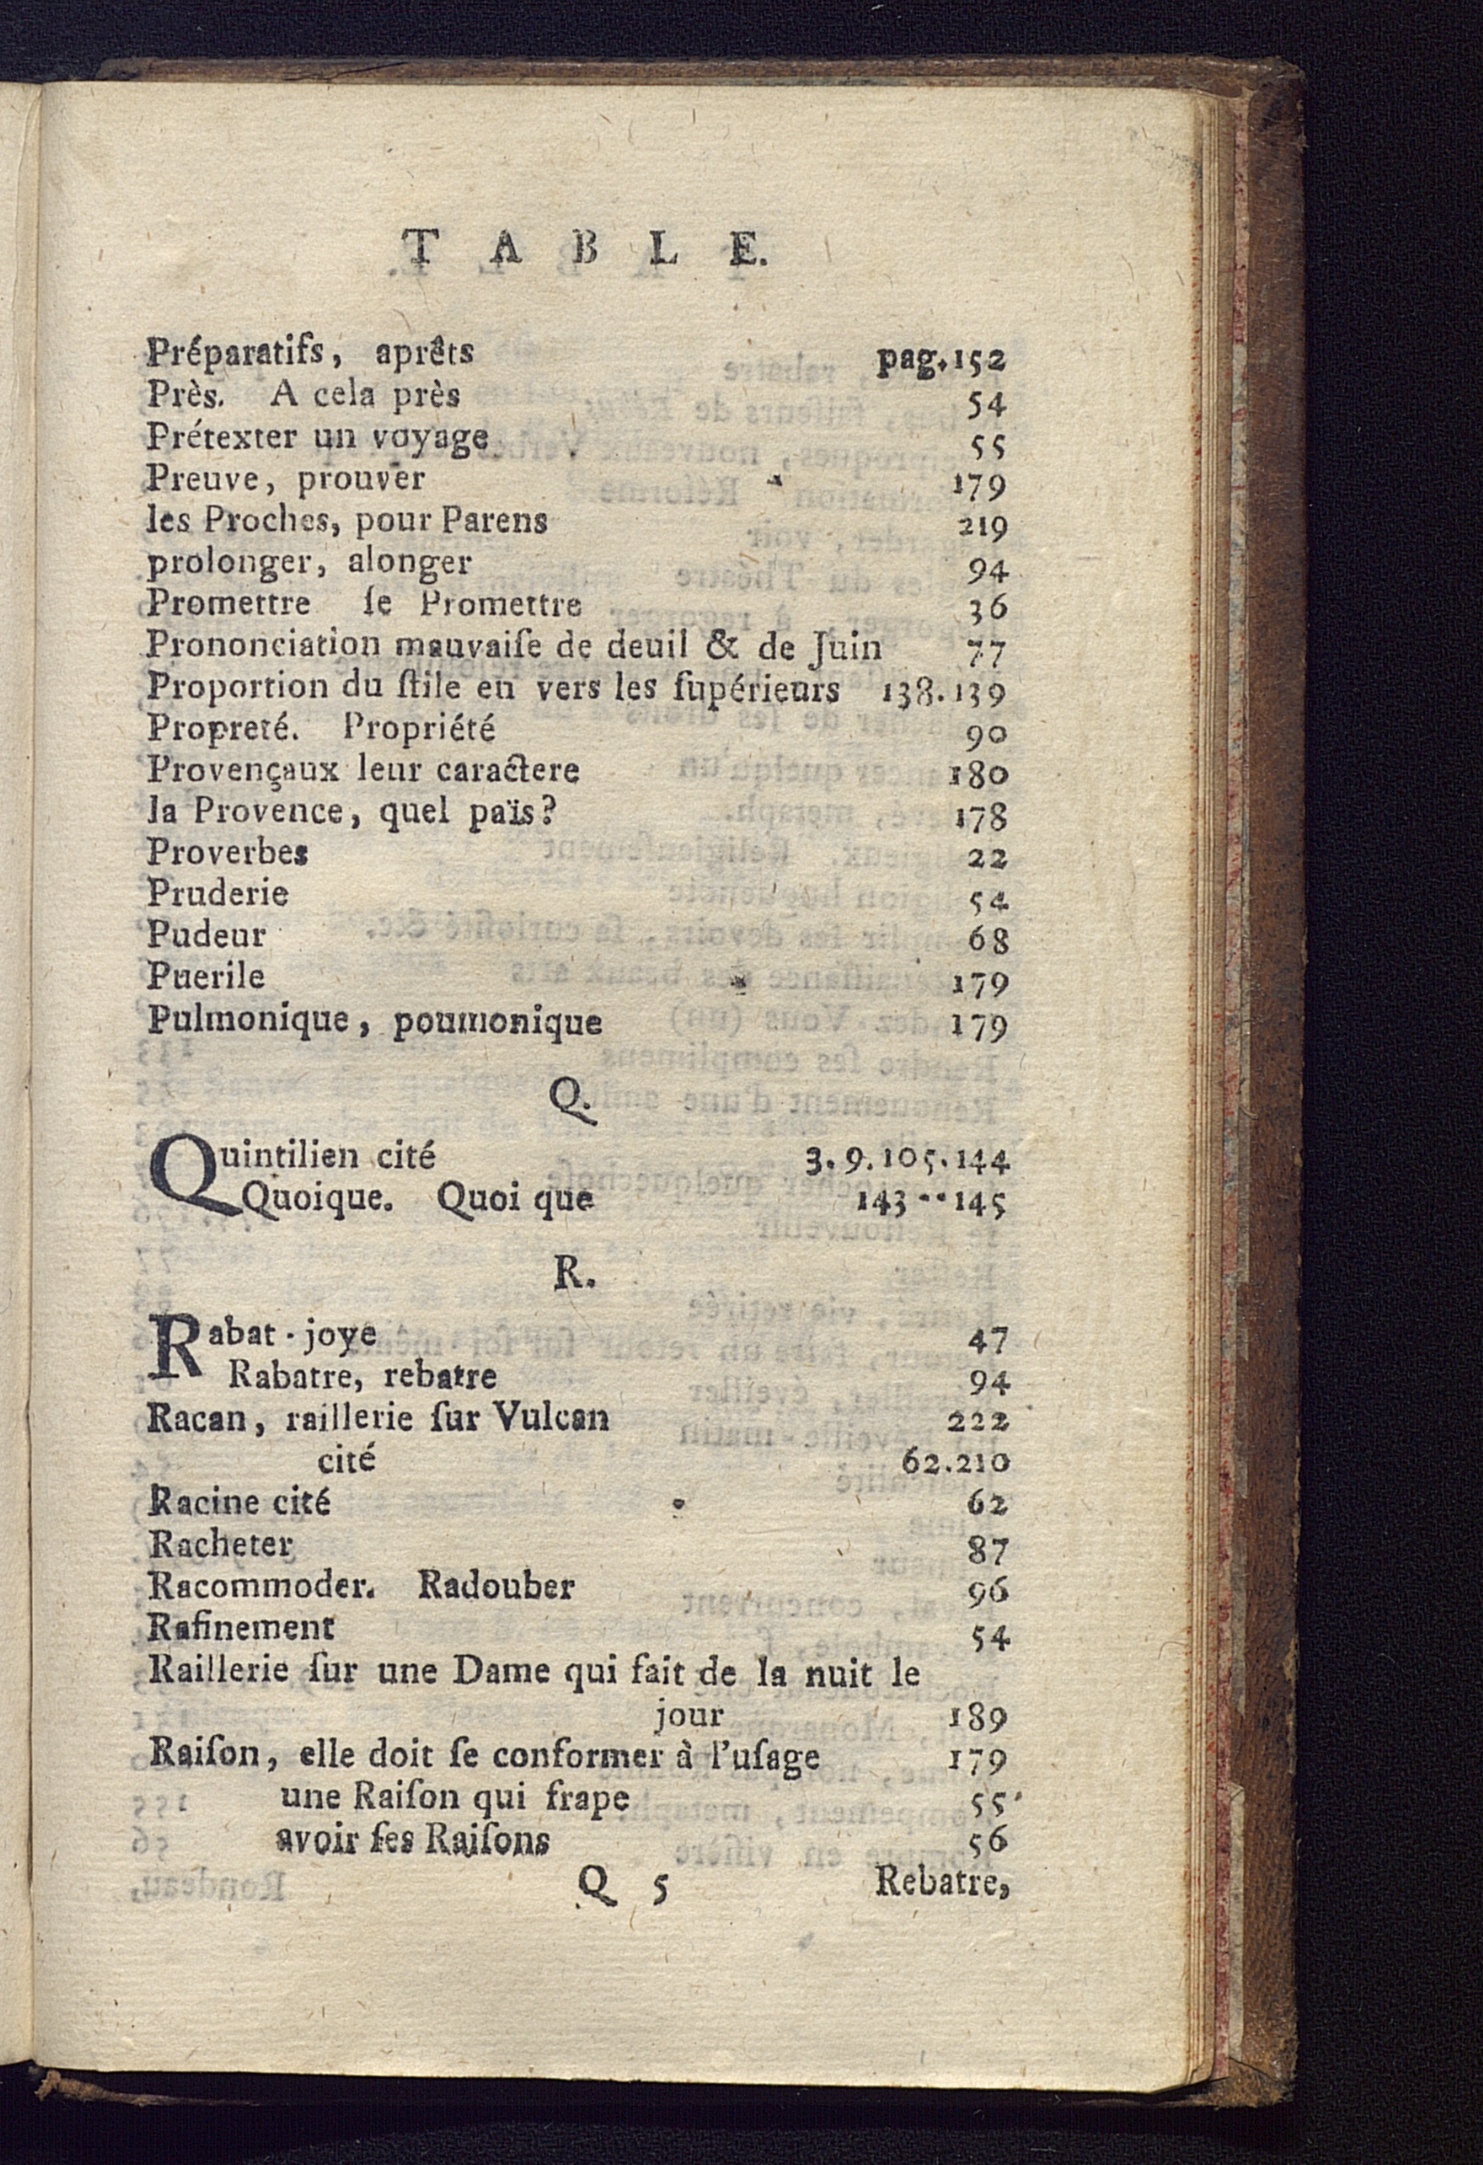 TABLE.
Préparatifs, aprêts pag. 152
Près. A cela près 54
Prétexter un voyage 55
Preuve, prouver 179
les Proches, pour Parens 219
prolonger, alonger 94
Promettre ſe Promettre 36
Prononciation mauvaiſe de deuil & de Juin 77
Proportion du ſtile en vers les ſupérieurs 138. 139
Propreté. Propriété 90
Provençaux leur caractere 180
la Provence, quel païs? 178
Proverbes 22
Pruderie 54
Pudeur 68
Puerile 179
Pulmonique, poumonique 179
Q.
Quintilien cité 3. 9. 105. 144
Quoique. Quoi que 143--145
R.
Rabat-joye 47
Rabatre, rebatre 94
Racan, raillerie ſur Vulcan 222
cité 62. 210
Racine cité 62
Racheter 87
Racommoder. Radouber 96
Rafinement 54
Raillerie ſur une Dame qui fait de la nuit le
jour 189
Raiſon, elle doit ſe conformer à l'uſage 179
une Raiſon qui frape 55
avoir ſes Raiſons 56
Q 5 Rebatre,